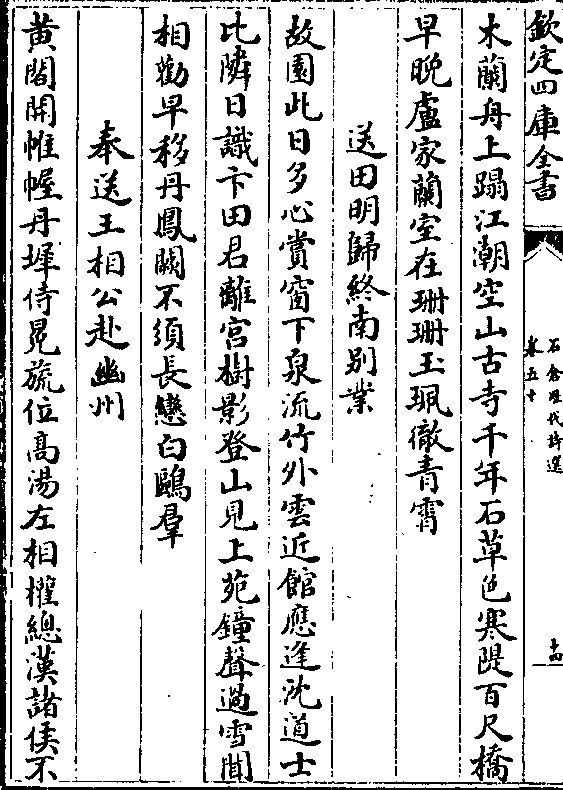 欽定四庫全書
石倉歷代詩選
卷五十
十四
木蘭舟上蹋江潮空山古寺千年石草色寒隄百尺橋
早晚盧家蘭室在珊珊玉珮徹青霄
送田明歸終南別業
故園此日多心賞窗下泉流竹外雲近館應逢沈道士
比隣日識卞田君離宮樹影登山見上苑鐘聲過雪聞
相勸早移丹鳳闕不須長戀白鷗羣
奉送王相公赴幽州
黃閤開帷幄丹墀侍冕旒位高湯左相權總漢諸侯不